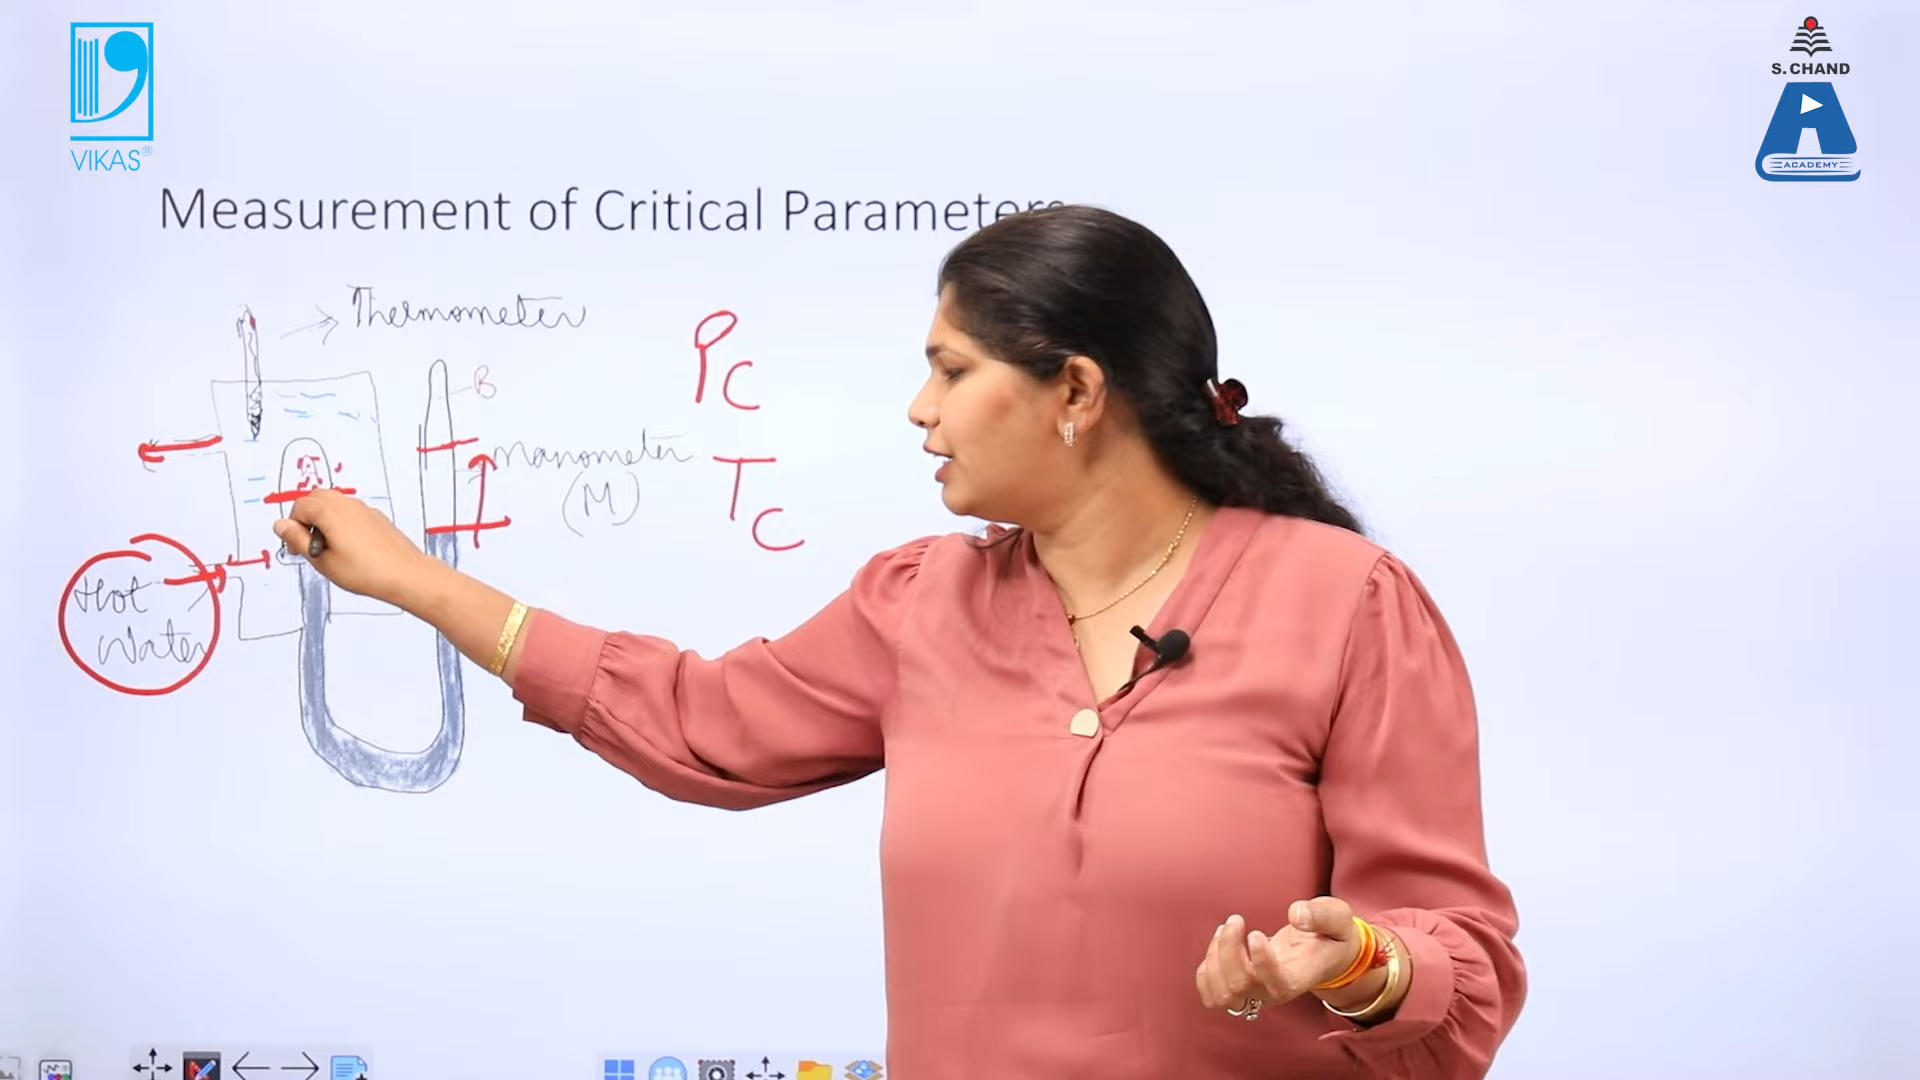 VIKAS®
S. CHAND
ACADEMY
Measurement of Critical Parameters
Thermometer
B
Manometer
(M)
A
Hot
Water
PC
TC